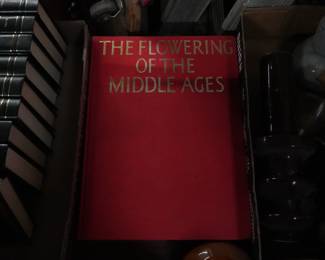 THE FLOWERING
OF THE
MIDDLE AGES